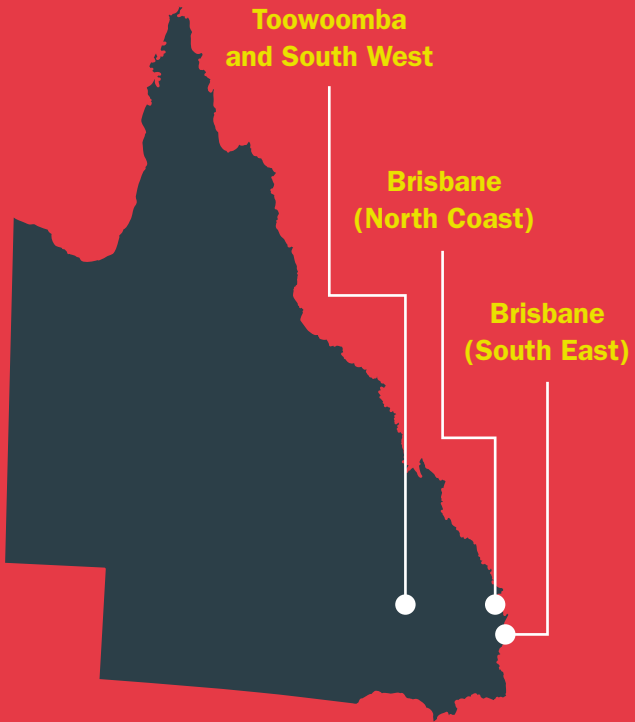 Toowoomba
and South West
Brisbane
(North Coast)
Brisbane
(South East)